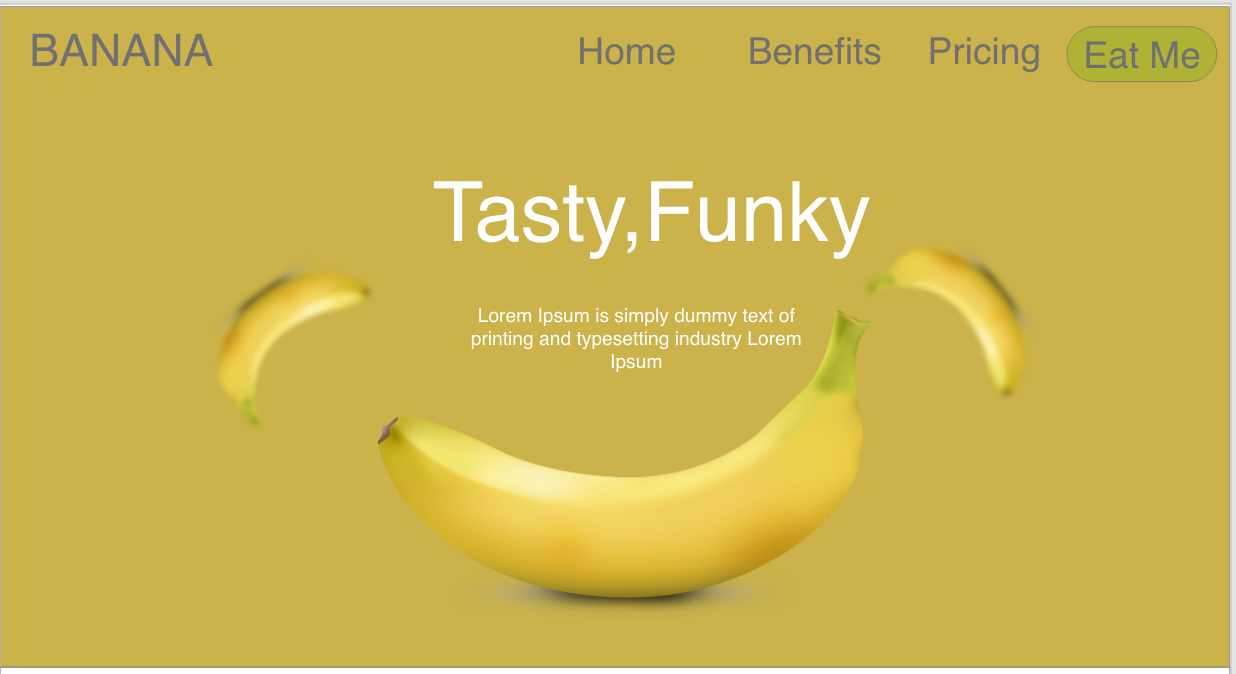 BANANA
Home
Benefits
Pricing
Eat Me
Tasty,Funky
Lorem Ipsum is simply dummy text of
printing and typesetting industry Lorem
Ipsum